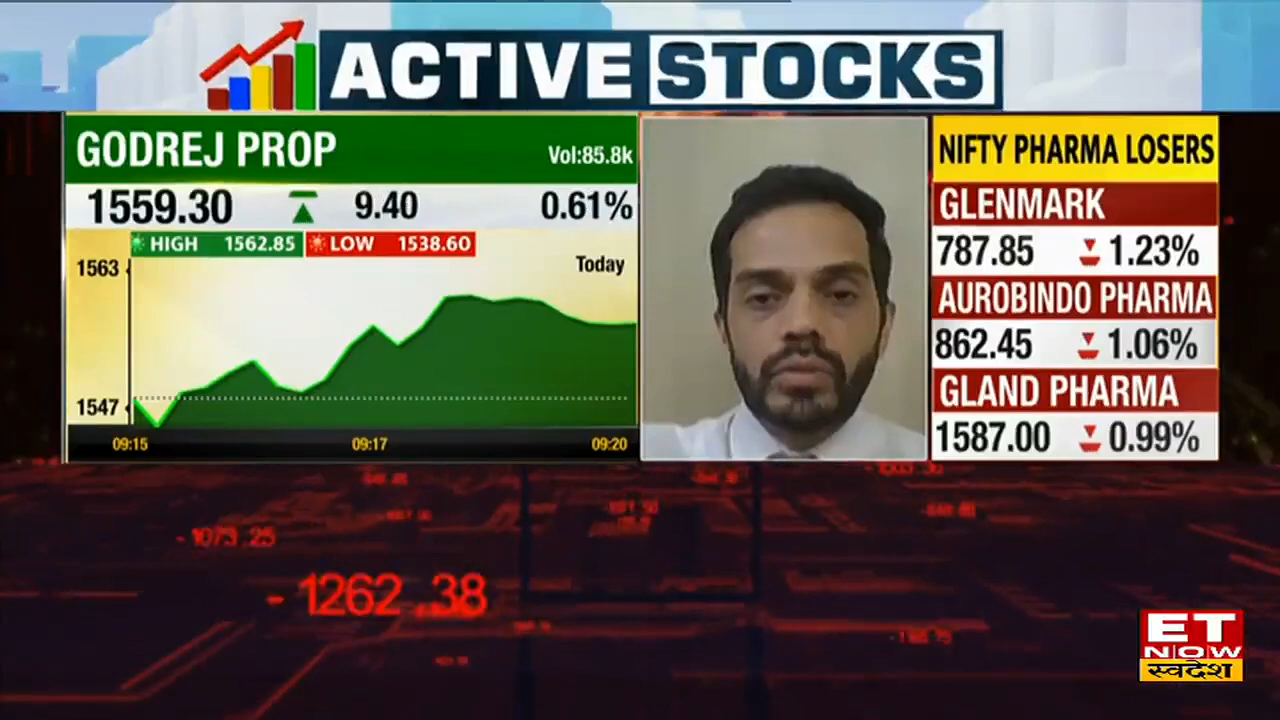 ACTIVE STOCKS
GODREJ PROP
Vol:85.8k
1559.30 9.40 0.61%
HIGH 1562.85 LOW 1538.60
Today
1563
1547
09:15 09:17 09:20
NIFTY PHARMA LOSERS
GLENMARK
787.85 1.23%
AUROBINDO PHARMA
862.45 1.06%
GLAND PHARMA
1587.00 0.99%
- 1073.25
- 1262.38
ET
NOW
स्वदेश